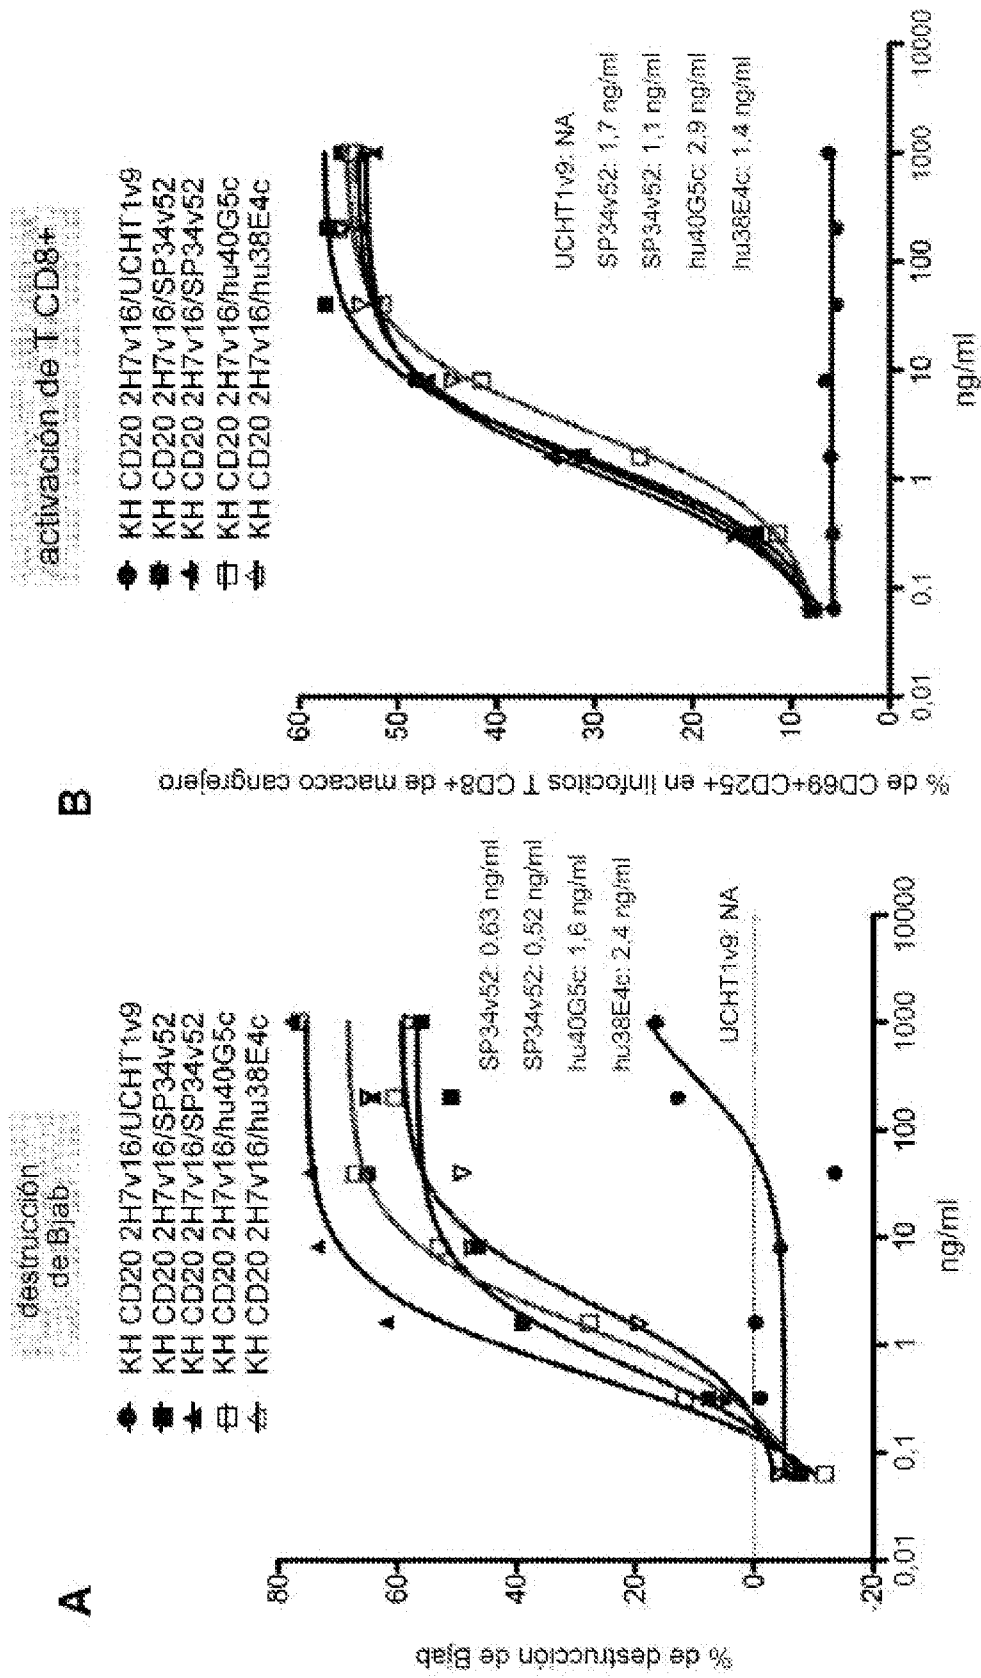 A
destrucción
de Bjab
KH CD20 2H7v16/UCHT1v9
KH CD20 2H7v16/SP34v52
KH CD20 2H7v16/SP34v52
KH CD20 2H7v16/hu40G5c
KH CD20 2H7v16/hu38E4c
% de destrucción de Bjab
80
60
40
20
0
-20
SP34v52: 0.63 ng/ml
SP34v52: 0,52 ng/ml
hu40G5c: 1,6 ng/ml
hu38E4c: 2.4 ng/ml
UCHT1v9: NA
0,01
0,1
1
10
100
1000
10000
ng/ml
B
activación de T CD8+
KH CD20 2H7v16/UCHT1v9
KH CD20 2H7v16/SP34v52
KH CD20 2H7v16/SP34v52
KH CD20 2H7v16/hu40G5c
KH CD20 2H7v16/hu38E4c
% de CD69+CD25+ en linfocitos T CD8+ de macaco cangrejero
60
50
40
30
20
10
0
UCHT1v9: NA
SP34v52: 1,7 ng/ml
SP34v52: 1,1 ng/ml
hu40G5c: 2,9 ng/ml
hu38E4c: 1,4 ng/ml
0,01
0,1
1
10
100
1000
10000
ng/ml